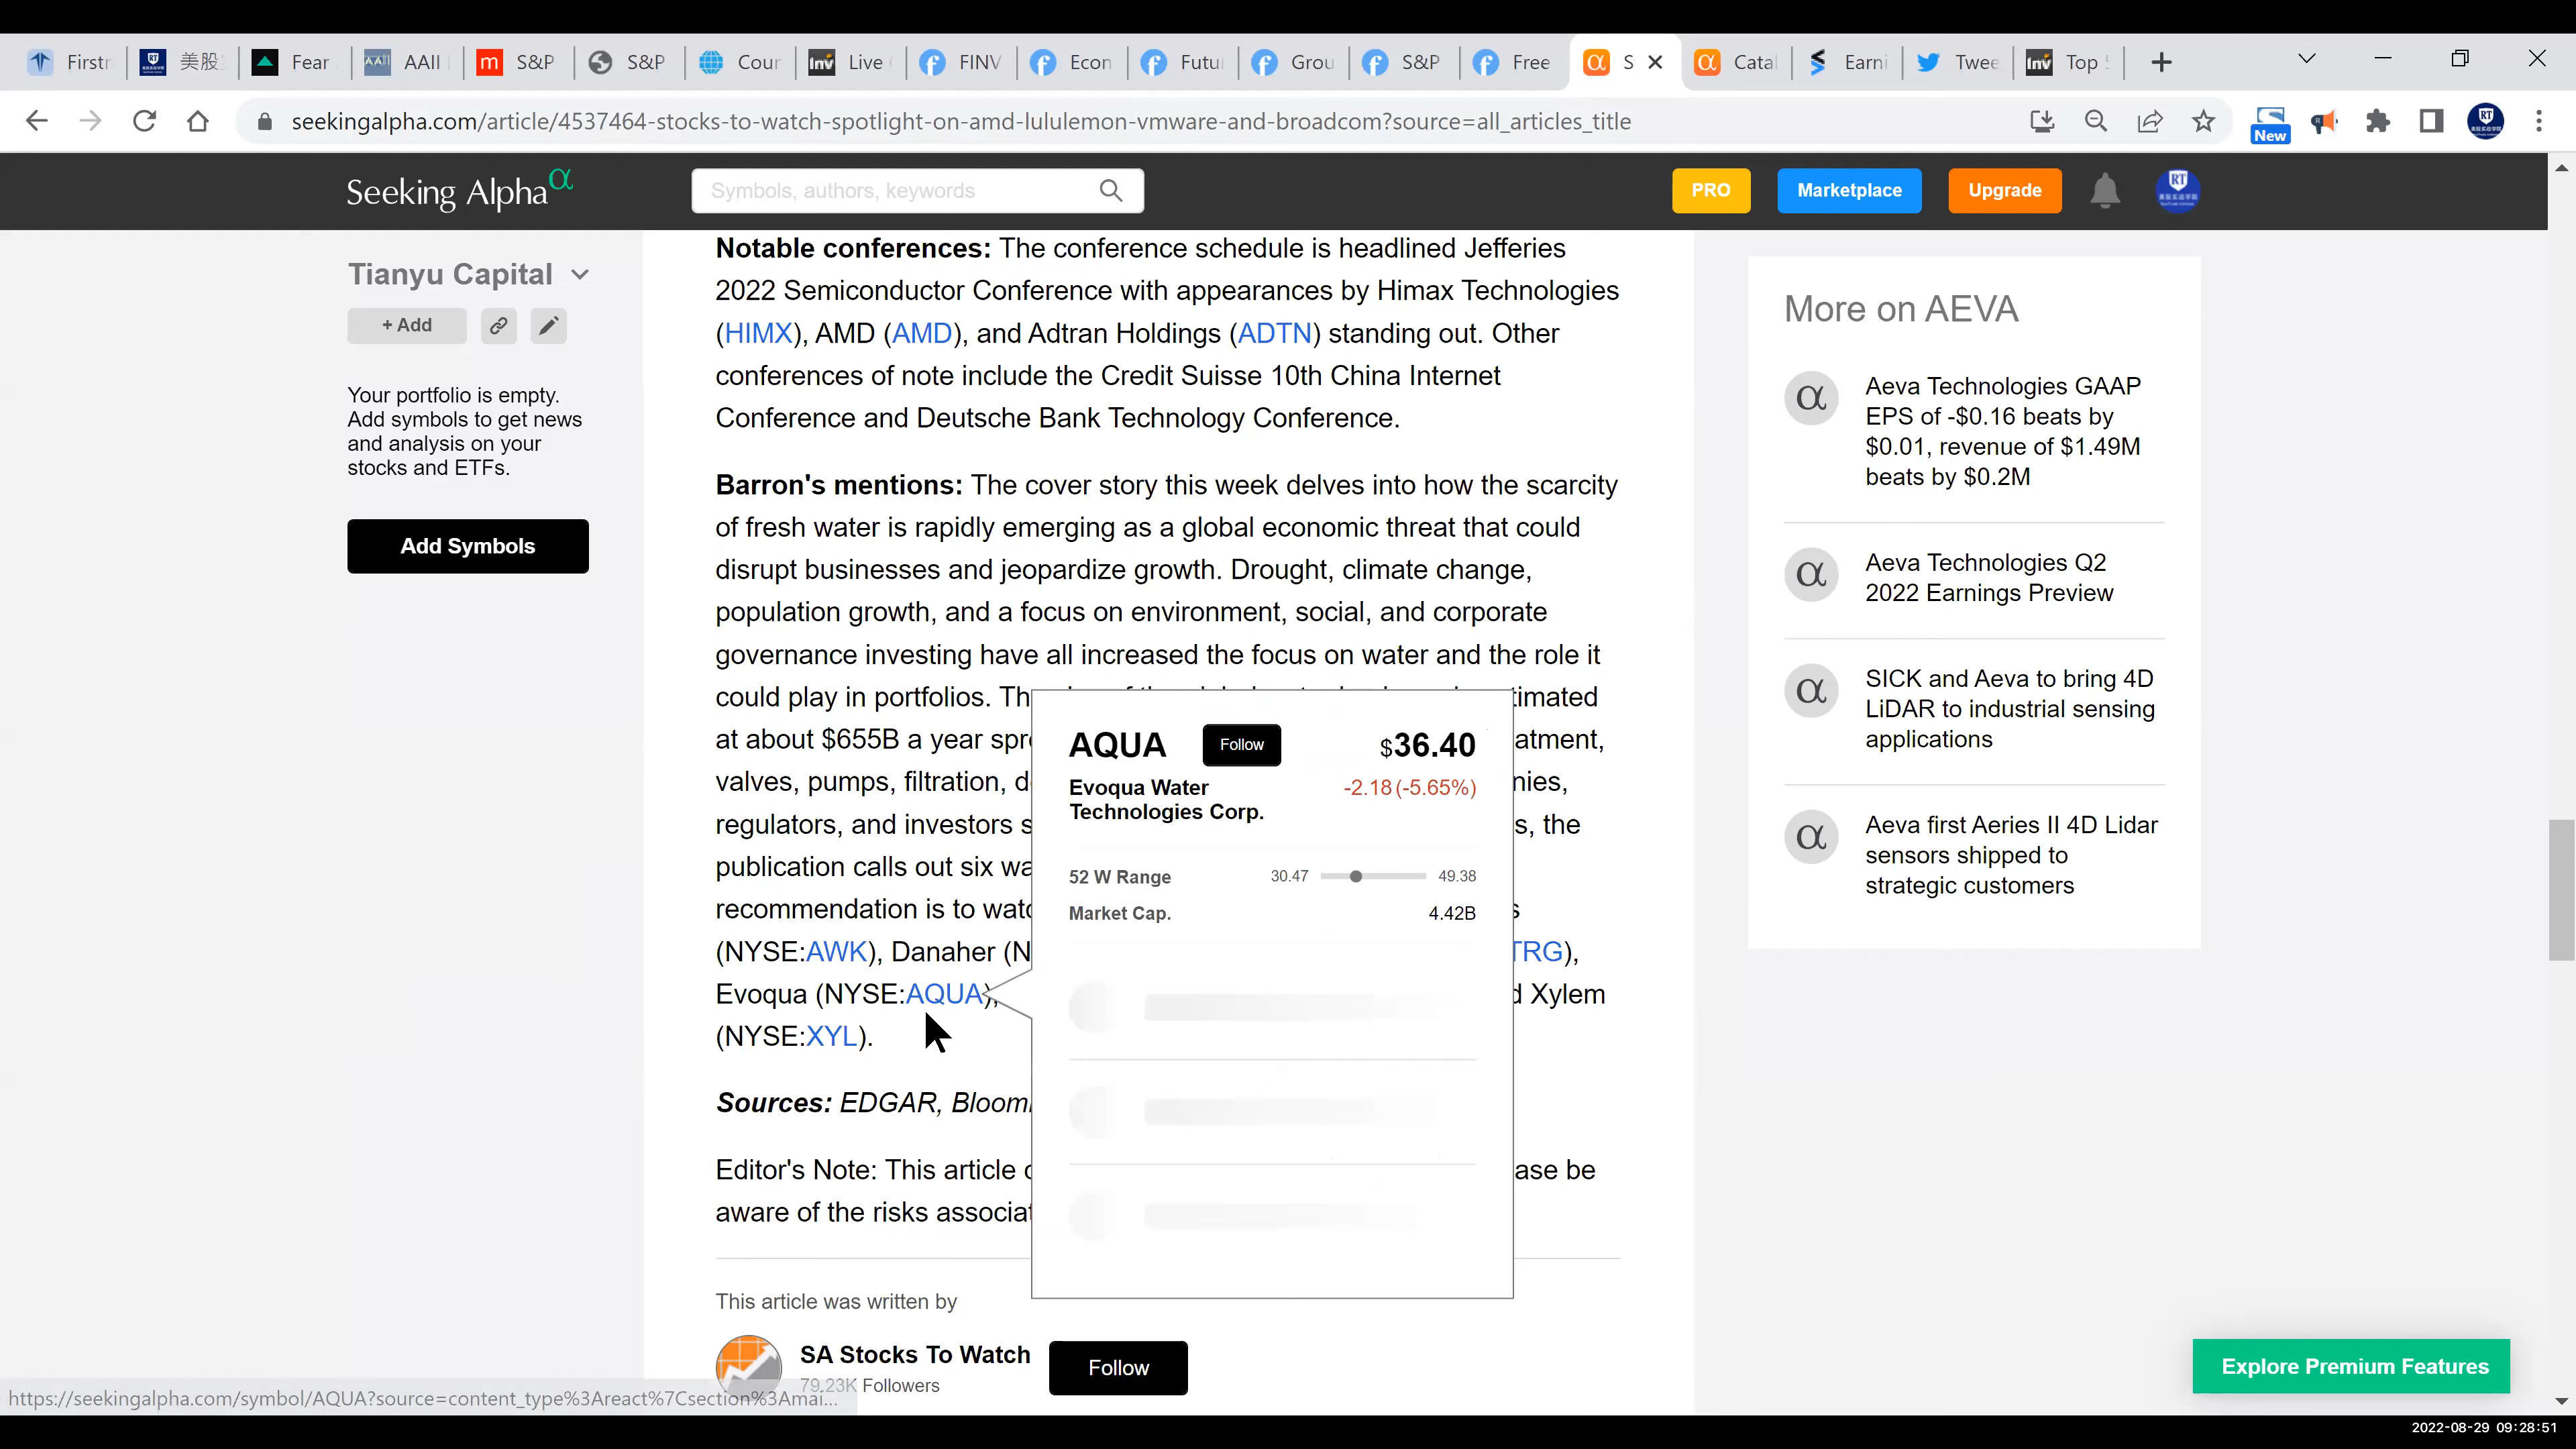 Firstr
美股
Fear
AAII
S&P
S&P
Cour
Live
FINV
Econ
Futur
Grou
S&P
Free
S
Catal
Earni
Twee
Top 5
seekingalpha.com/article/4537464-stocks-to-watch-spotlight-on-amd-lululemon-vmware-and-broadcom?source=all_articles_title
New
Seeking Alpha α
Symbols, authors, keywords
PRO
Marketplace
Upgrade
Tianyu Capital
+ Add
Your portfolio is empty.
Add symbols to get news
and analysis on your
stocks and ETFs.
Add Symbols
Notable conferences: The conference schedule is headlined Jefferies
2022 Semiconductor Conference with appearances by Himax Technologies
(HIMX), AMD (AMD), and Adtran Holdings (ADTN) standing out. Other
conferences of note include the Credit Suisse 10th China Internet
Conference and Deutsche Bank Technology Conference.
Barron's mentions: The cover story this week delves into how the scarcity
of fresh water is rapidly emerging as a global economic threat that could
disrupt businesses and jeopardize growth. Drought, climate change,
population growth, and a focus on environment, social, and corporate
governance investing have all increased the focus on water and the role it
could play in portfolios. Th timated
at about $655B a year spr atment,
valves, pumps, filtration, d nies,
regulators, and investors s s, the
publication calls out six wa
recommendation is to watc s
(NYSE:AWK), Danaher (N TRG),
Evoqua (NYSE:AQUA), d Xylem
(NYSE:XYL).
Sources: EDGAR, Bloom
Editor's Note: This article ase be
aware of the risks associat
This article was written by
SA Stocks To Watch
79.23K Followers
Follow
AQUA
Follow
$36.40
Evoqua Water
Technologies Corp.
-2.18 (-5.65%)
52 W Range 30.47 49.38
Market Cap. 4.42B
More on AEVA
Aeva Technologies GAAP
EPS of -$0.16 beats by
$0.01, revenue of $1.49M
beats by $0.2M
Aeva Technologies Q2
2022 Earnings Preview
SICK and Aeva to bring 4D
LiDAR to industrial sensing
applications
Aeva first Aeries II 4D Lidar
sensors shipped to
strategic customers
Explore Premium Features
https://seekingalpha.com/symbol/AQUA?source=content_type%3Areact%7Csection%3Amai...
2022-08-29 09:28:51